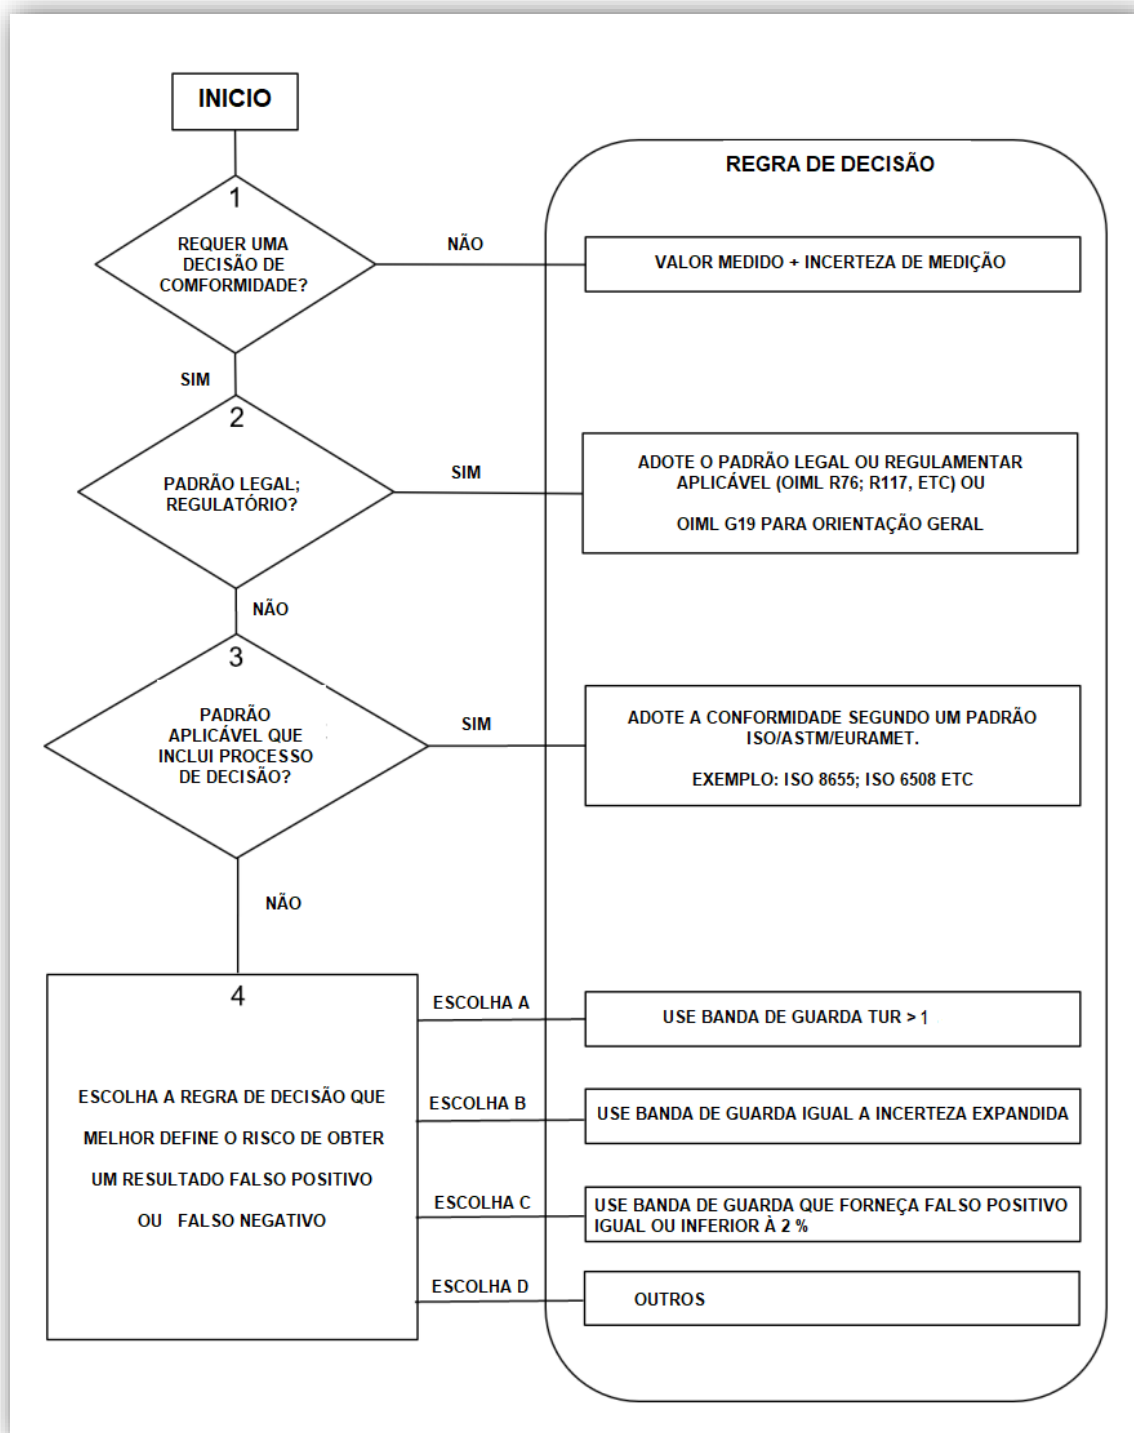 INICIO
REGRA DE DECISÃO
1
REQUER UMA
DECISÃO DE
COMFORMIDADE?
NÃO
VALOR MEDIDO + INCERTEZA DE MEDIÇÃO
SIM
2
PADRÃO LEGAL;
REGULATÓRIO?
SIM
ADOTE O PADRÃO LEGAL OU REGULAMENTAR
APLICÁVEL (OIML R76; R117, ETC) OU
OIML G19 PARA ORIENTAÇÃO GERAL
NÃO
3
PADRÃO
APLICÁVEL QUE
INCLUI PROCESSO
DE DECISÃO?
SIM
ADOTE A CONFORMIDADE SEGUNDO UM PADRÃO
ISO/ASTM/EURAMET.
EXEMPLO: ISO 8655; ISO 6508 ETC
NÃO
4
ESCOLHA A REGRA DE DECISÃO QUE
MELHOR DEFINE O RISCO DE OBTER
UM RESULTADO FALSO POSITIVO
OU FALSO NEGATIVO
ESCOLHA A
USE BANDA DE GUARDA TUR > 1
ESCOLHA B
USE BANDA DE GUARDA IGUAL A INCERTEZA EXPANDIDA
ESCOLHA C
USE BANDA DE GUARDA QUE FORNEÇA FALSO POSITIVO
IGUAL OU INFERIOR À 2 %
ESCOLHA D
OUTROS